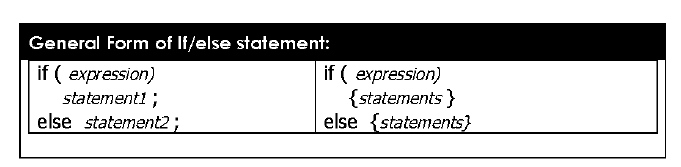 General Form of If/else statement:
if ( expression)
statement1 ;
else statement2 ;
if ( expression)
{statements }
else {statements}